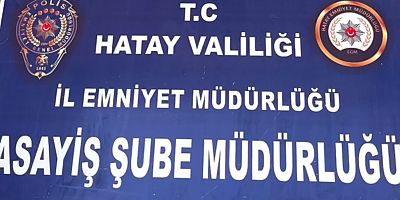 T.C
HATAY VALİLİĞİ
İL EMNİYET MÜDÜRLÜĞÜ
ASAYİŞ ŞUBE MÜDÜRLÜĞÜ